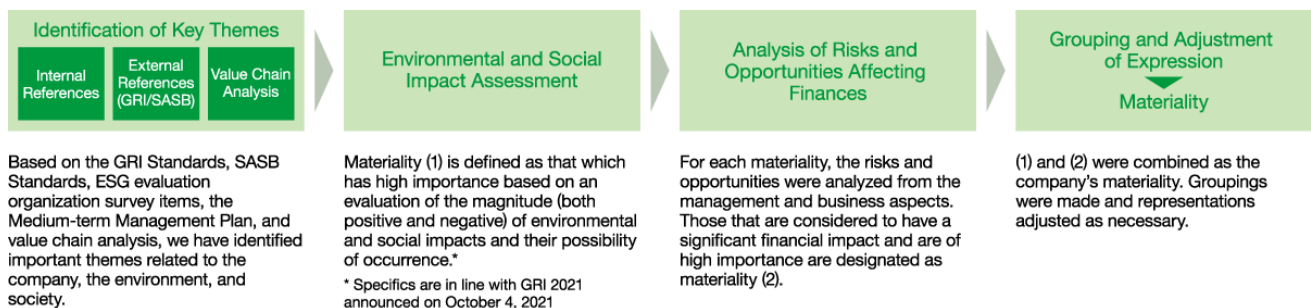 Identification of Key Themes
Internal
References
External
References
(GRI/SASB)
Value Chain
Analysis
Based on the GRI Standards, SASB
Standards, ESG evaluation
organization survey items, the
Medium-term Management Plan, and
value chain analysis, we have identified
important themes related to the
company, the environment, and
society.
Environmental and Social
Impact Assessment
Materiality (1) is defined as that which
has high importance based on an
evaluation of the magnitude (both
positive and negative) of environmental
and social impacts and their possibility
of occurrence.*
* Specifics are in line with GRI 2021
announced on October 4, 2021
Analysis of Risks and
Opportunities Affecting
Finances
For each materiality, the risks and
opportunities were analyzed from the
management and business aspects.
Those that are considered to have a
significant financial impact and are of
high importance are designated as
materiality (2).
Grouping and Adjustment
of Expression
Materiality
(1) and (2) were combined as the
company's materiality. Groupings
were made and representations
adjusted as necessary.